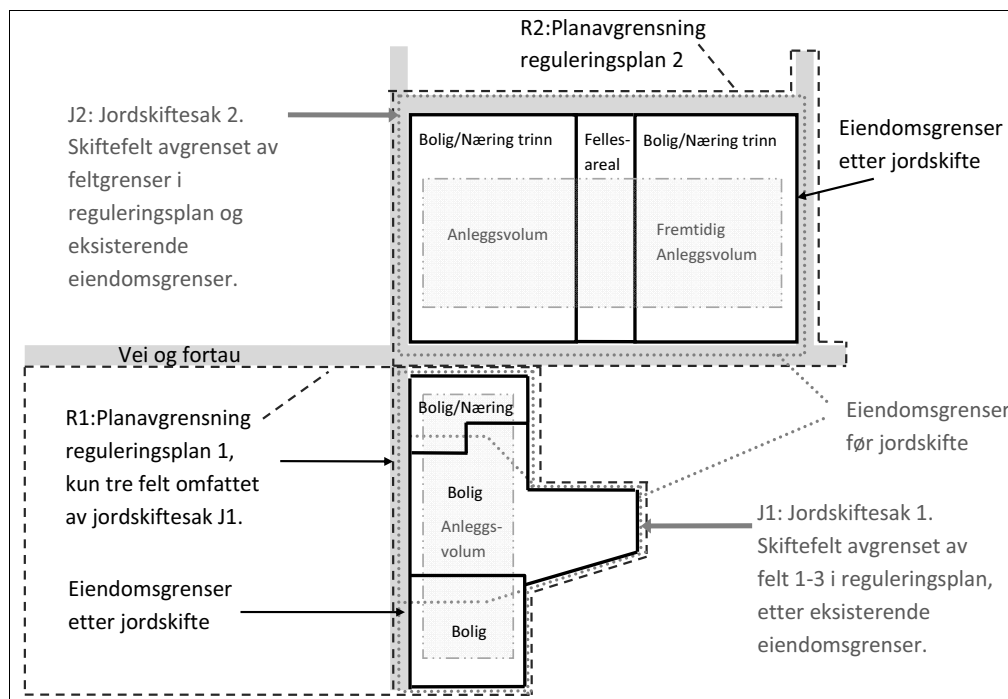 R2:Planavgrensning
reguleringsplan 2
J2: Jordskiftesak 2.
Skiftefelt avgrenset av
feltgrenser i
reguleringsplan og
eksisterende
eiendomsgrenser.
Bolig/Næring trinn
Felles-
areal
Bolig/Næring trinn
Eiendomsgrenser
etter jordskifte
Anleggsvolum
Fremtidig
Anleggsvolum
Vei og fortau
R1:Planavgrensning
reguleringsplan 1,
kun tre felt omfattet
av jordskiftesak J1.
Bolig/Næring
Eiendomsgrenser
før jordskifte
Bolig
Anleggs-
volum
J1: Jordskiftesak 1.
Skiftefelt avgrenset av
felt 1-3 i reguleringsplan,
etter eksisterende
eiendomsgrenser.
Eiendomsgrenser
etter jordskifte
Bolig